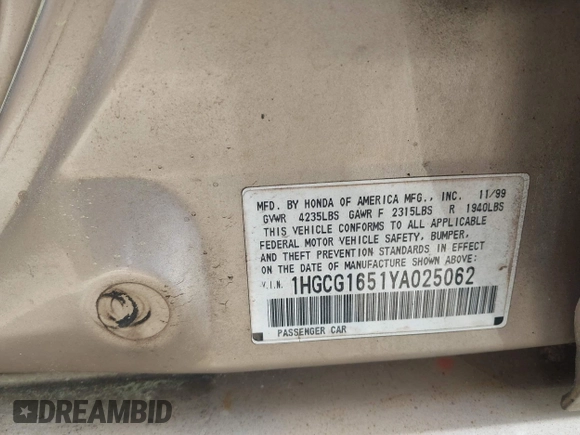 MFD. BY HONDA OF AMERICA MFG., INC. 11/99
GVWR 4235LBS GAWR F 2315LBS R 1940LBS
THIS VEHICLE CONFORMS TO ALL APPLICABLE
FEDERAL MOTOR VEHICLE SAFETY, BUMPER,
AND THEFT PREVENTION STANDARDS IN EFFECT
ON THE DATE OF MANUFACTURE SHOWN ABOVE:
V.I.N. 1HGCG1651YA025062
PASSENGER CAR
DREAMBID